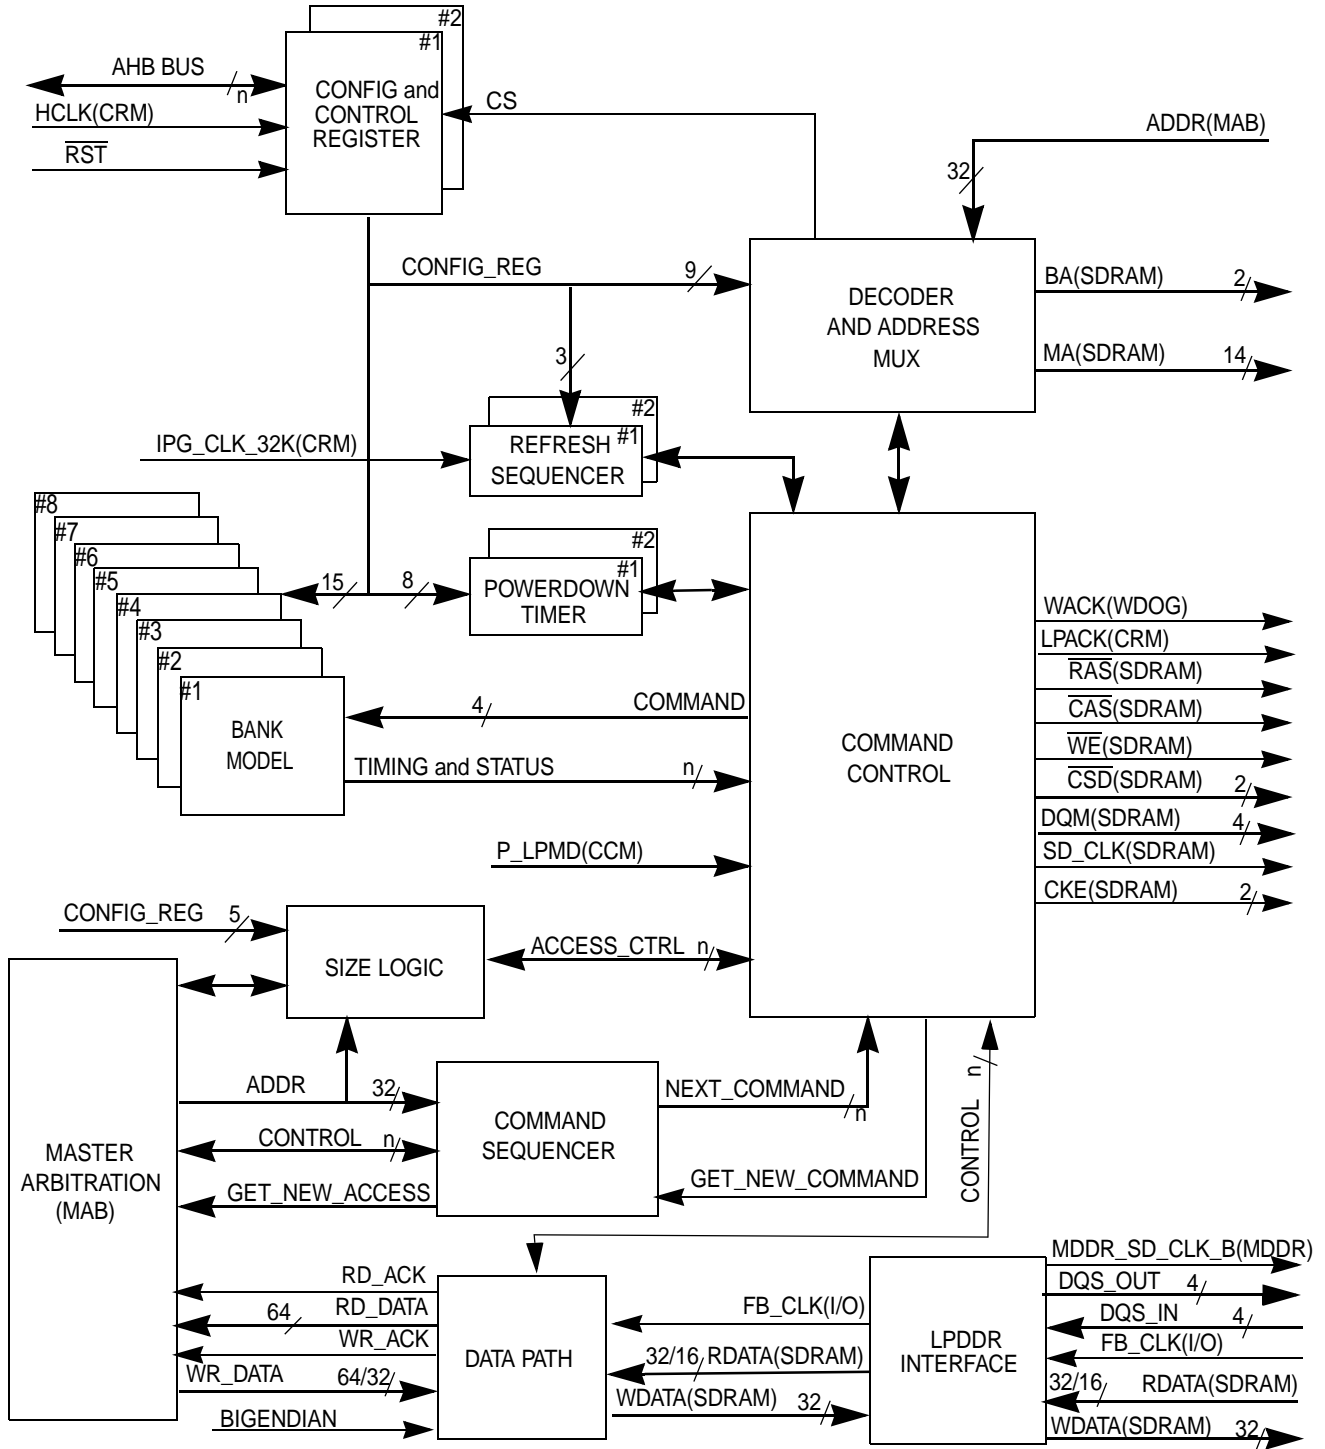 #2
#1
AHB BUS
n
CONFIG and
CONTROL
REGISTER
HCLK(CRM)
RST
CS
ADDR(MAB)
32
CONFIG_REG
9
3
DECODER
AND ADDRESS
MUX
BA(SDRAM)
2
MA(SDRAM)
14
#2
#1
IPG_CLK_32K(CRM)
REFRESH
SEQUENCER
#8
#7
#6
#5
#4
#3
#2
#1
15
8
#2
#1
POWERDOWN
TIMER
BANK
MODEL
4
COMMAND
TIMING and STATUS
n
P_LPMD(CCM)
COMMAND
CONTROL
WACK(WDOG)
LPACK(CRM)
RAS(SDRAM)
CAS(SDRAM)
WE(SDRAM)
CSD(SDRAM)
2
DQM(SDRAM)
4
SD_CLK(SDRAM)
CKE(SDRAM)
2
CONFIG_REG
5
SIZE LOGIC
ACCESS_CTRL
n
MASTER
ARBITRATION
(MAB)
ADDR
32
CONTROL
n
GET_NEW_ACCESS
COMMAND
SEQUENCER
NEXT_COMMAND
n
GET_NEW_COMMAND
CONTROL
n
RD_ACK
RD_DATA
64
WR_ACK
WR_DATA
64/32
BIGENDIAN
DATA PATH
FB_CLK(I/O)
32/16
RDATA(SDRAM)
WDATA(SDRAM)
32
LPDDR
INTERFACE
MDDR_SD_CLK_B(MDDR)
DQS_OUT
4
DQS_IN
4
FB_CLK(I/O)
32/16
RDATA(SDRAM)
WDATA(SDRAM)
32